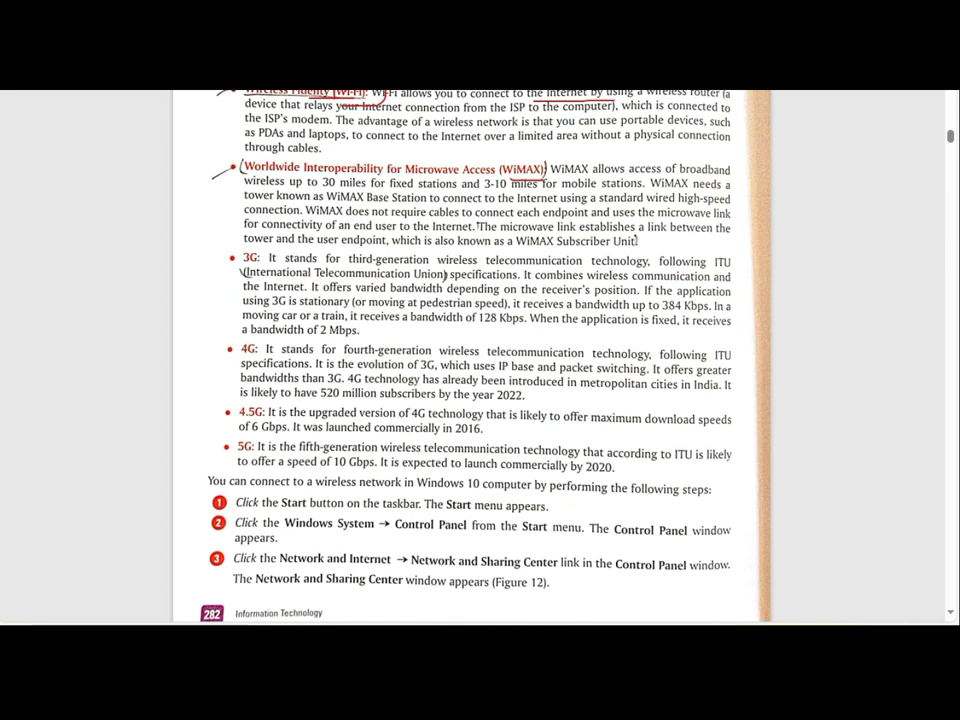 Wireless Fidelity (Wi-Fi): Wi-Fi allows you to connect to the Internet by using a wireless router (a
device that relays your Internet connection from the ISP to the computer), which is connected to
the ISP's modem. The advantage of a wireless network is that you can use portable devices, such
as PDAs and laptops, to connect to the Internet over a limited area without a physical connection
through cables.
• Worldwide Interoperability for Microwave Access (WiMAX): WiMAX allows access of broadband
wireless up to 30 miles for fixed stations and 3-10 miles for mobile stations. WiMAX needs a
tower known as WiMAX Base Station to connect to the Internet using a standard wired high-speed
connection. WiMAX does not require cables to connect each endpoint and uses the microwave link
for connectivity of an end user to the Internet. The microwave link establishes a link between the
tower and the user endpoint, which is also known as a WiMAX Subscriber Unit.
• 3G: It stands for third-generation wireless telecommunication technology, following ITU
(International Telecommunication Union) specifications. It combines wireless communication and
the Internet. It offers varied bandwidth depending on the receiver's position. If the application
using 3G is stationary (or moving at pedestrian speed), it receives a bandwidth up to 384 Kbps. In a
moving car or a train, it receives a bandwidth of 128 Kbps. When the application is fixed, it receives
a bandwidth of 2 Mbps.
• 4G: It stands for fourth-generation wireless telecommunication technology, following ITU
specifications. It is the evolution of 3G, which uses IP base and packet switching. It offers greater
bandwidths than 3G. 4G technology has already been introduced in metropolitan cities in India. It
is likely to have 520 million subscribers by the year 2022.
• 4.5G: It is the upgraded version of 4G technology that is likely to offer maximum download speeds
of 6 Gbps. It was launched commercially in 2016.
• 5G: It is the fifth-generation wireless telecommunication technology that according to ITU is likely
to offer a speed of 10 Gbps. It is expected to launch commercially by 2020.
You can connect to a wireless network in Windows 10 computer by performing the following steps:
1 Click the Start button on the taskbar. The Start menu appears.
2 Click the Windows System → Control Panel from the Start menu. The Control Panel window
appears.
3 Click the Network and Internet → Network and Sharing Center link in the Control Panel window.
The Network and Sharing Center window appears (Figure 12).
282 Information Technology